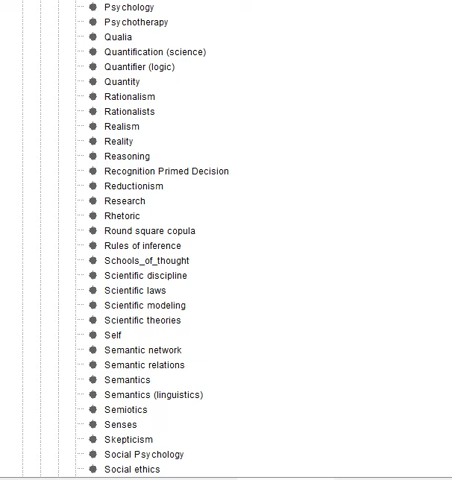 Psychology
Psychotherapy
Qualia
Quantification (science)
Quantifier (logic)
Quantity
Rationalism
Rationalists
Realism
Reality
Reasoning
Recognition Primed Decision
Reductionism
Research
Rhetoric
Round square copula
Rules of inference
Schools_of_thought
Scientific discipline
Scientific laws
Scientific modeling
Scientific theories
Self
Semantic network
Semantic relations
Semantics
Semantics (linguistics)
Semiotics
Senses
Skepticism
Social Psychology
Social ethics